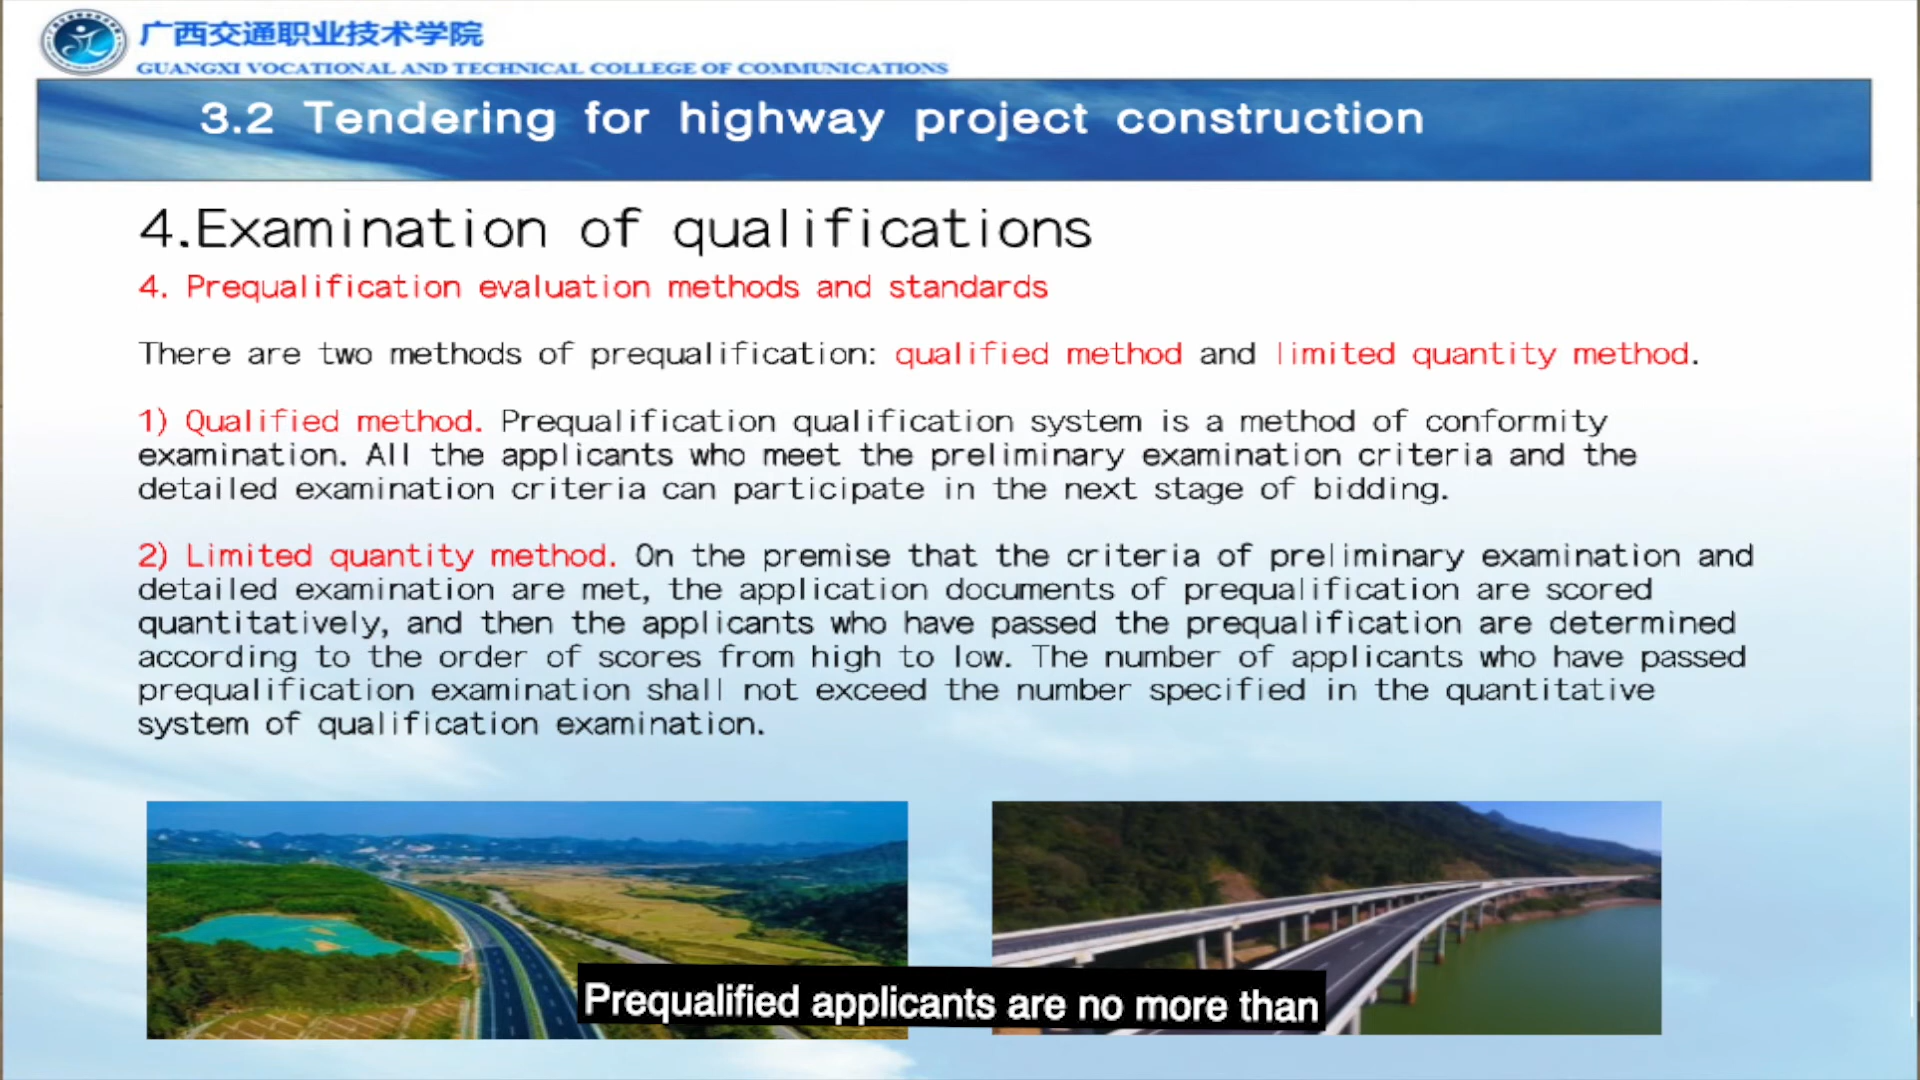 广西交通职业技术学院
GUANGXI VOCATIONAL AND TECHNICAL COLLEGE OF COMMUNICATIONS
3.2 Tendering for highway project construction
4.Examination of qualifications
4. Prequalification evaluation methods and standards
There are two methods of prequalification: qualified method and limited quantity method.
1) Qualified method. Prequalification qualification system is a method of conformity
examination. All the applicants who meet the preliminary examination criteria and the
detailed examination criteria can participate in the next stage of bidding.
2) Limited quantity method. On the premise that the criteria of preliminary examination and
detailed examination are met, the application documents of prequalification are scored
quantitatively, and then the applicants who have passed the prequalification are determined
according to the order of scores from high to low. The number of applicants who have passed
prequalification examination shall not exceed the number specified in the quantitative
system of qualification examination.
Prequalified applicants are no more than